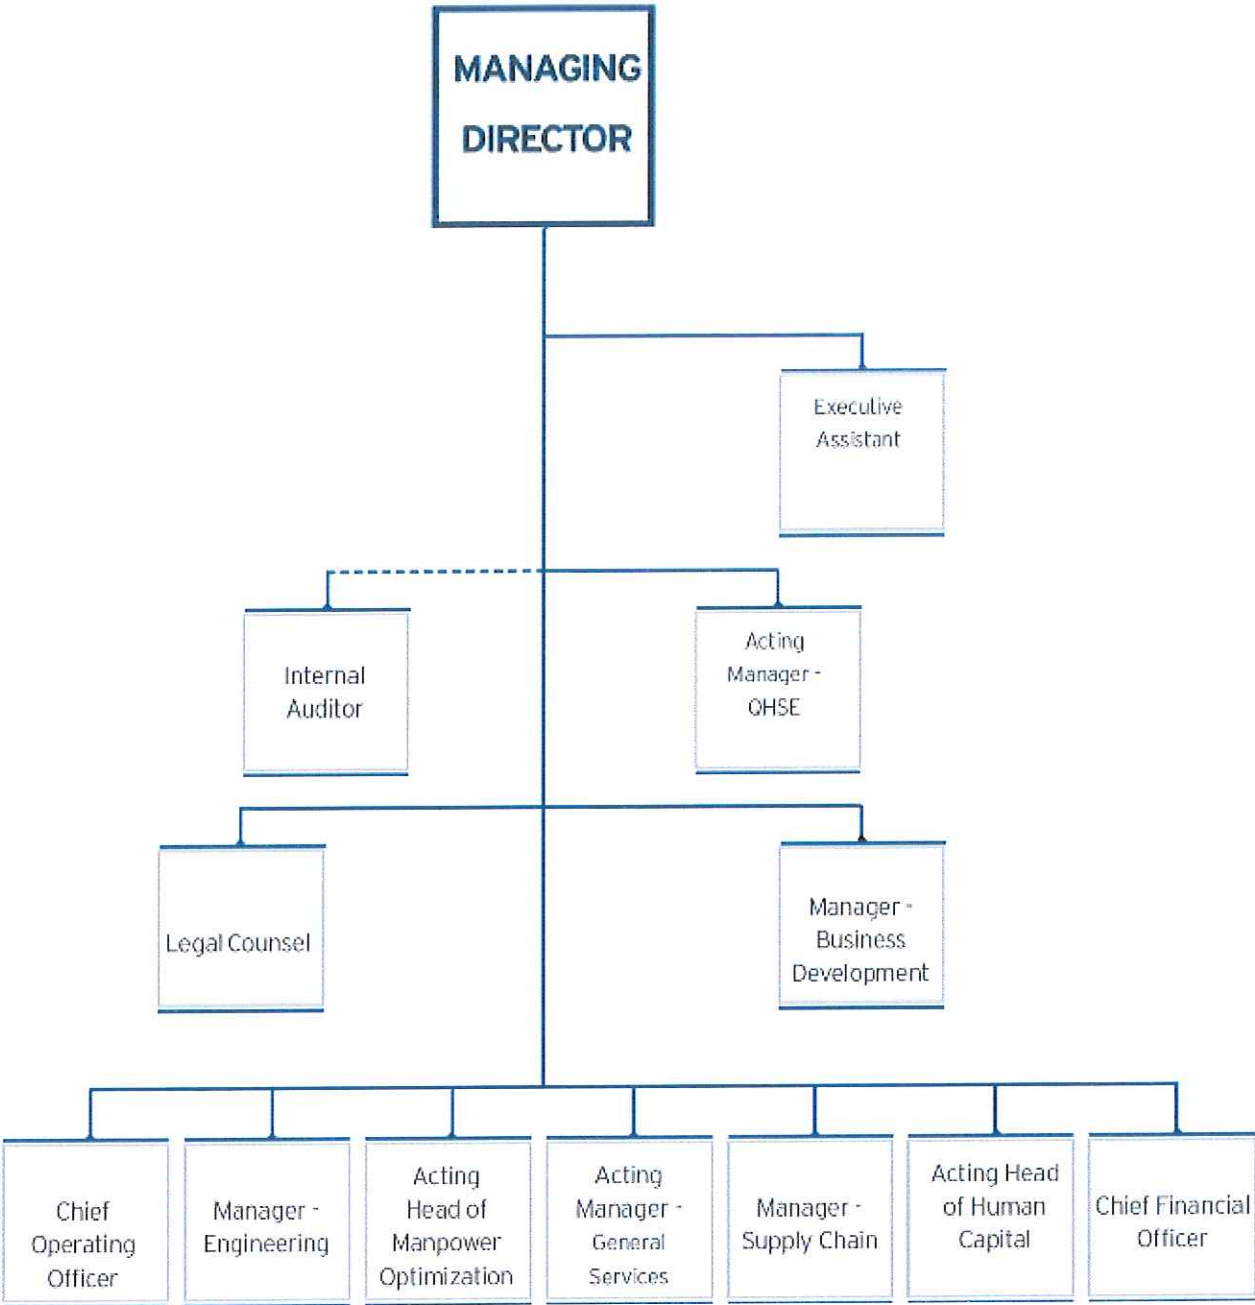 MANAGING
DIRECTOR
Executive
Assistant
Internal
Auditor
Acting
Manager -
QHSE
Legal Counsel
Manager -
Business
Development
Chief
Operating
Officer
Manager -
Engineering
Acting
Head of
Manpower
Optimization
Acting
Manager -
General
Services
Manager -
Supply Chain
Acting Head
of Human
Capital
Chief Financial
Officer